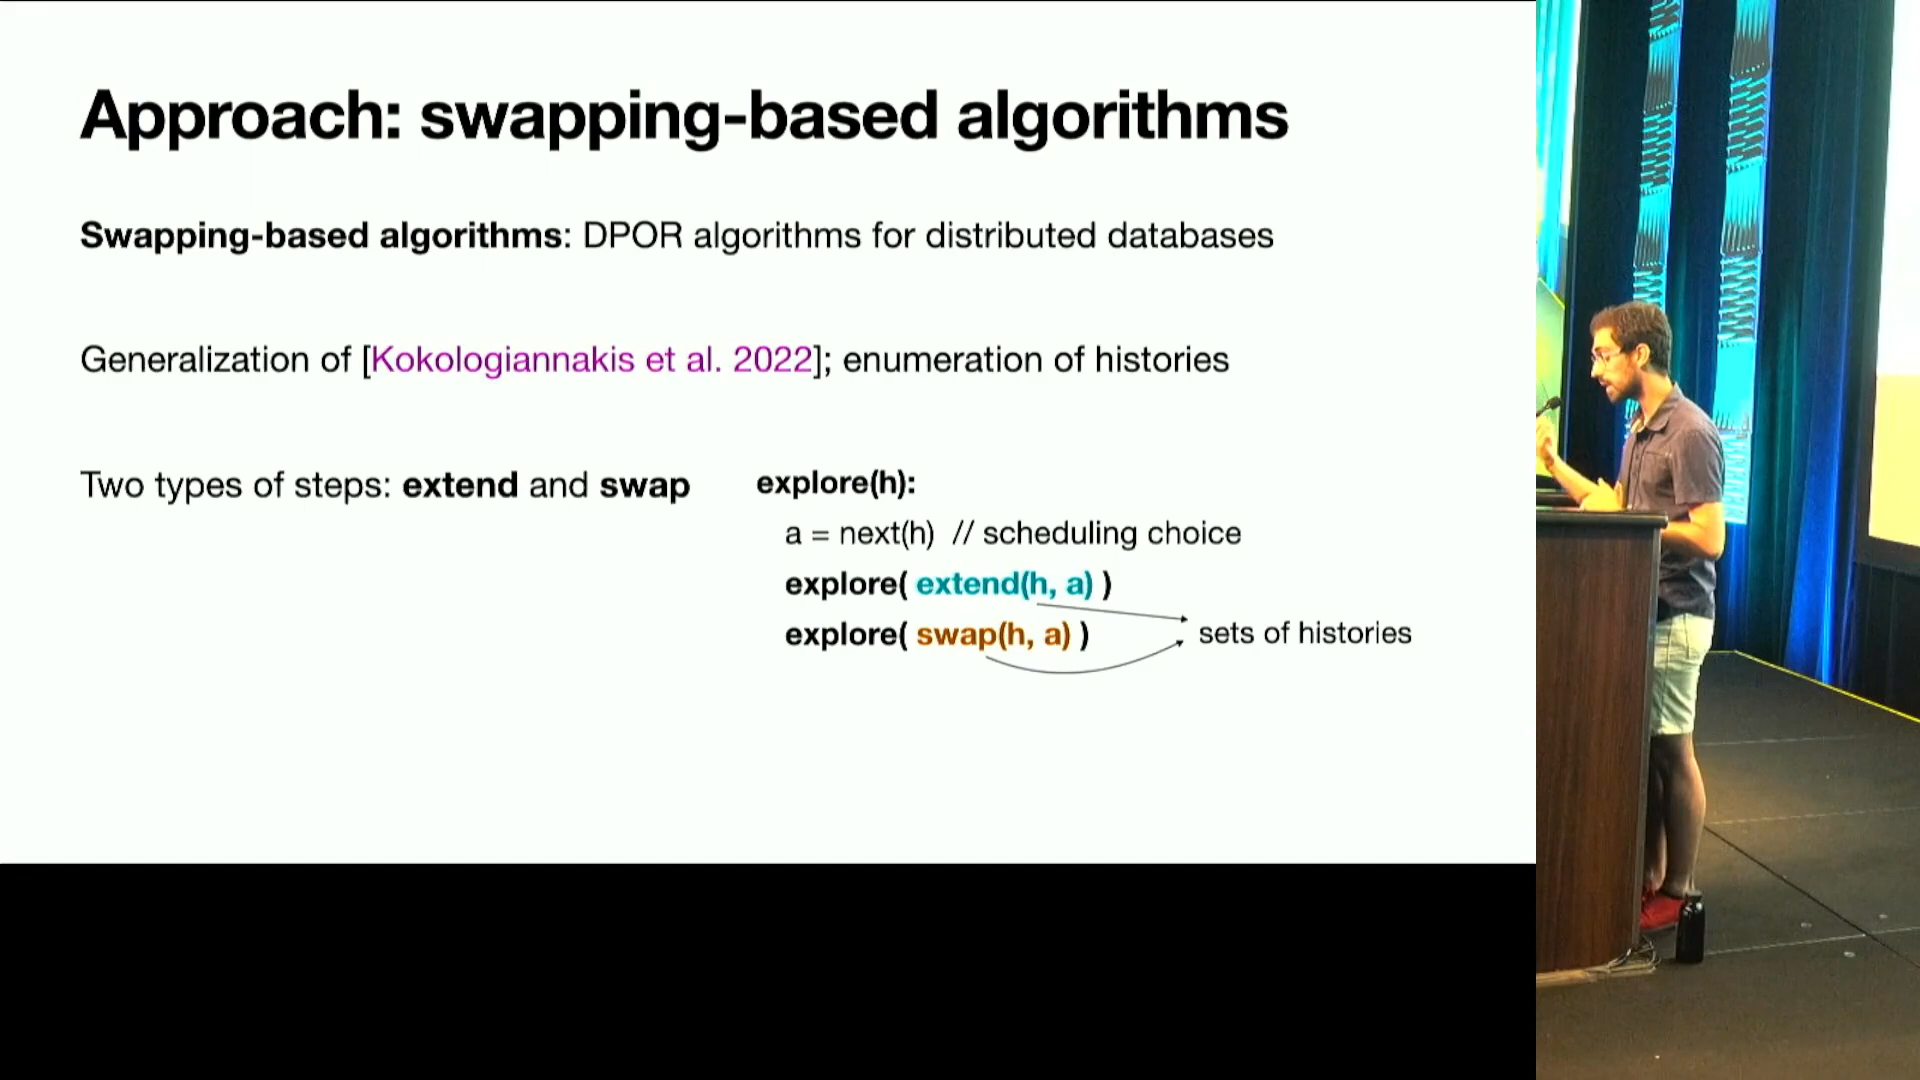 Approach: swapping-based algorithms
Swapping-based algorithms: DPOR algorithms for distributed databases
Generalization of [Kokologiannakis et al. 2022]; enumeration of histories
Two types of steps: extend and swap
explore(h):
a = next(h) // scheduling choice
explore( extend(h, a) )
explore( swap(h, a) )
sets of histories